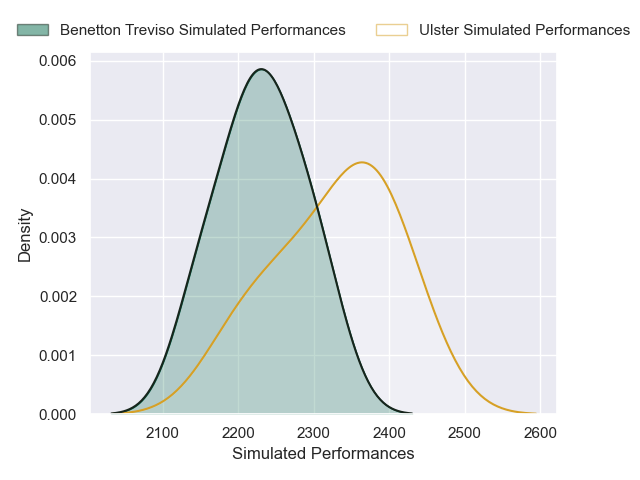 Benetton Treviso Simulated Performances Ulster Simulated Performances
0.006
0.005
0.004
0.003
0.002
0.001
0.000
Density
2100 2200 2300 2400 2500 2600
Simulated Performances